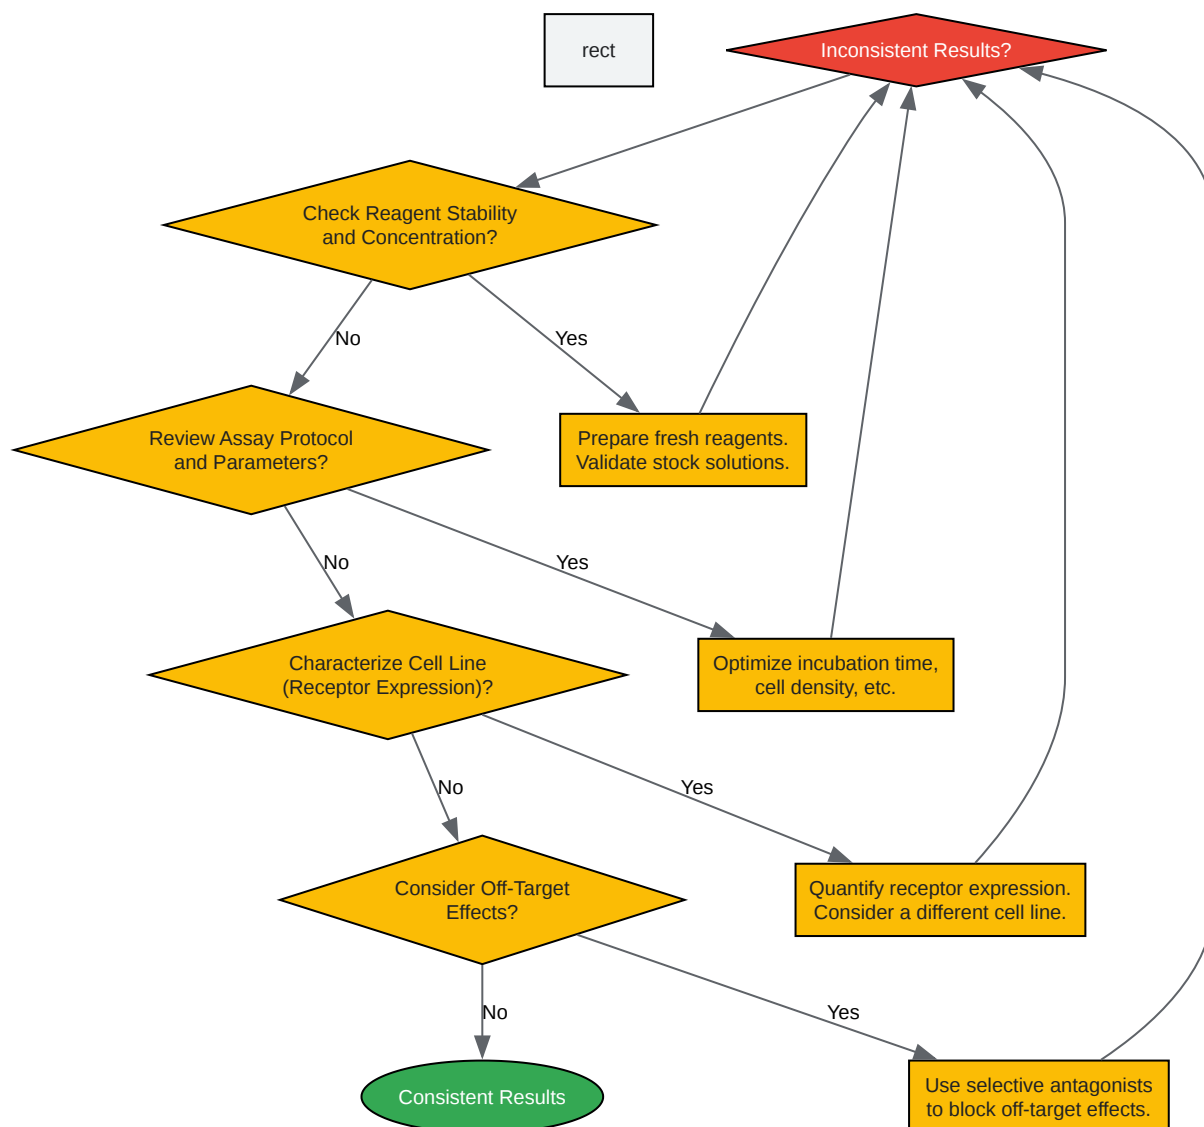 rect
Inconsistent Results?
Check Reagent Stability
and Concentration?
No
Yes
Review Assay Protocol
and Parameters?
Prepare fresh reagents.
Validate stock solutions.
No
Yes
Characterize Cell Line
(Receptor Expression)?
Optimize incubation time,
cell density, etc.
No
Yes
Consider Off-Target
Effects?
Quantify receptor expression.
Consider a different cell line.
No
Yes
Consistent Results
Use selective antagonists
to block off-target effects.